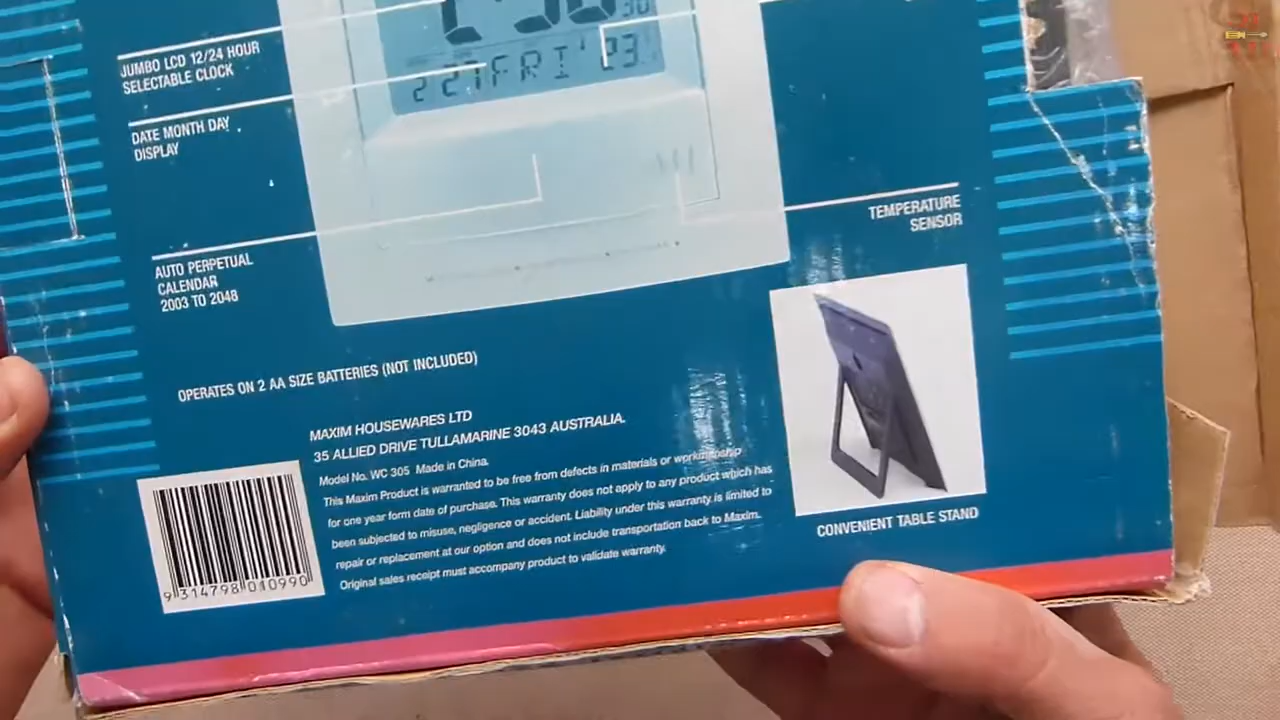 JUMBO LCD 12/24 HOUR
SELECTABLE CLOCK
2 27 FRI 23
DATE MONTH DAY
DISPLAY
TEMPERATURE
SENSOR
AUTO PERPETUAL
CALENDAR
2003 TO 2048
OPERATES ON 2 AA SIZE BATTERIES (NOT INCLUDED)
MAXIM HOUSEWARES LTD
35 ALLIED DRIVE TULLAMARINE 3043 AUSTRALIA.
Model No. WC 305 Made in China.
This Maxim Product is warranted to be free from defects in materials or workmanship
for one year form date of purchase. This warranty does not apply to any product which has
been subjected to misuse, negligence or accident. Liability under this warranty is limited to
repair or replacement at our option and does not include transportation back to Maxim.
Original sales receipt must accompany product to validate warranty.
CONVENIENT TABLE STAND
9 314798 010990